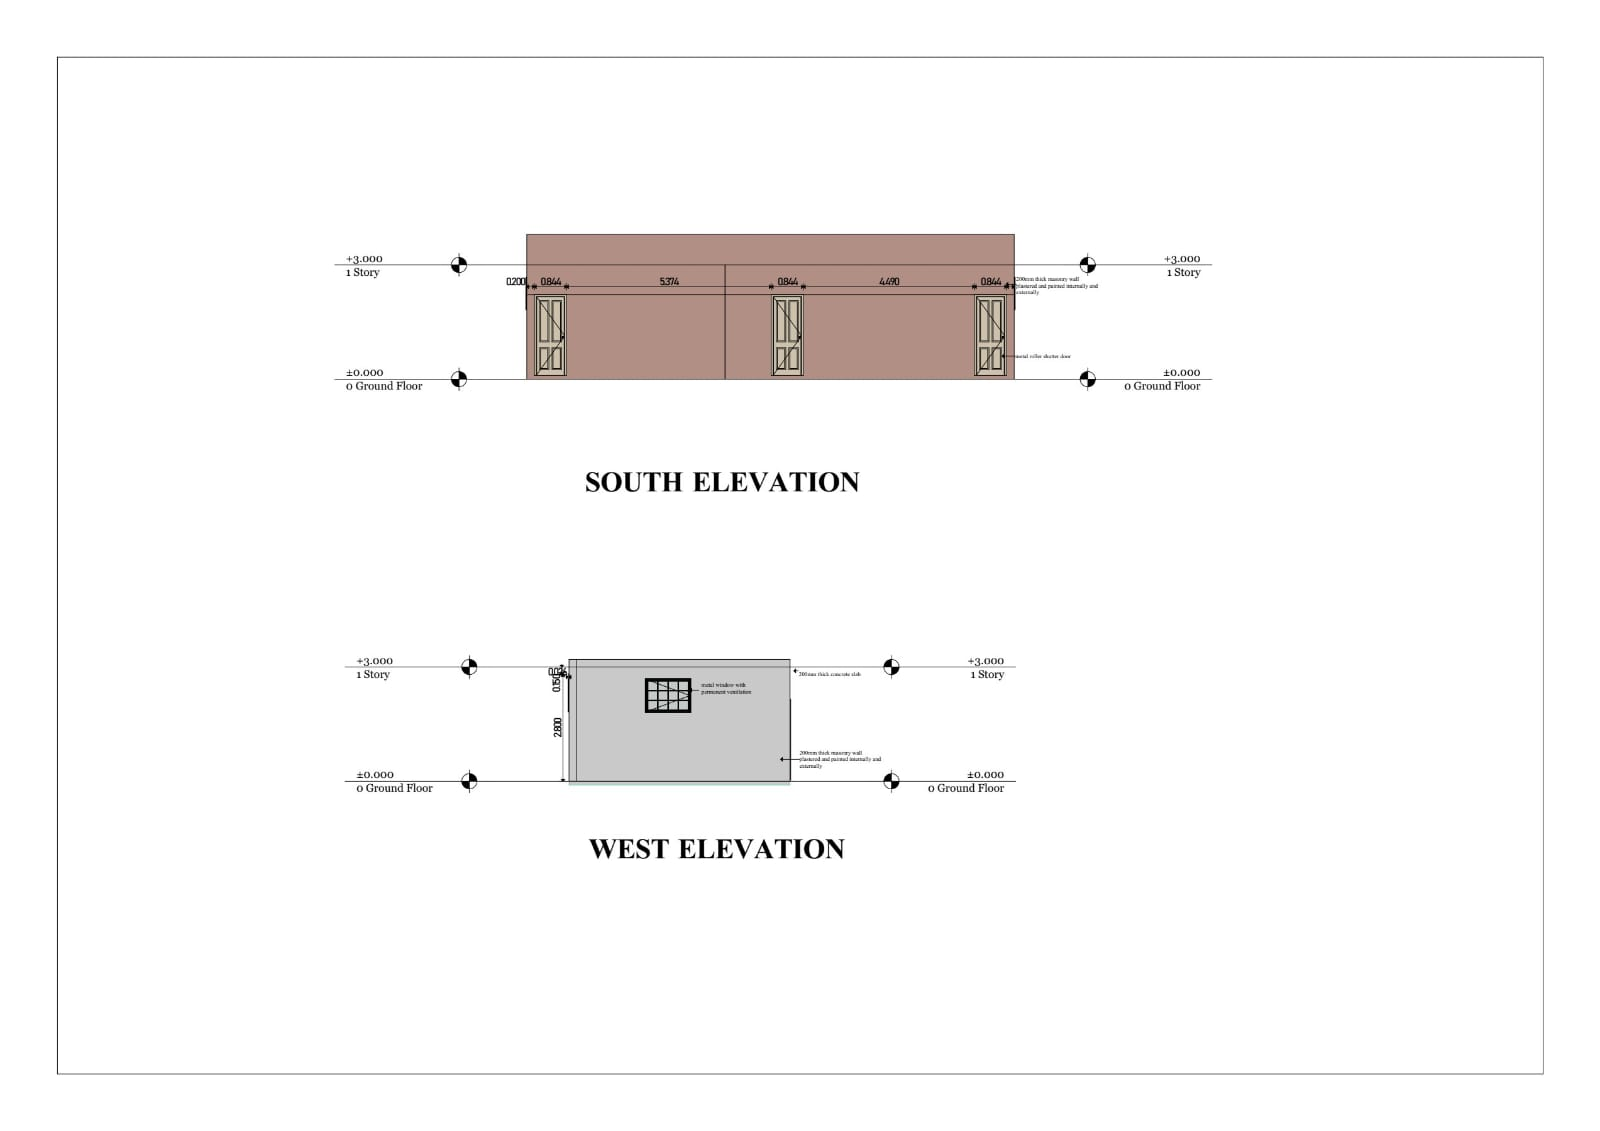 +3.000
1 Story
+3.000
1 Story
0.200
0.844
5.374
0.844
4.490
0.844
200mm thick masonry wall
plastered and painted internally and
externally
metal roller shutter door
±0.000
0 Ground Floor
±0.000
0 Ground Floor
SOUTH ELEVATION
+3.000
1 Story
+3.000
1 Story
200mm thick concrete slab
0.150
metal window with
permenent ventilation
2.800
200mm thick masonry wall
plastered and painted internally and
externally
±0.000
0 Ground Floor
±0.000
0 Ground Floor
WEST ELEVATION